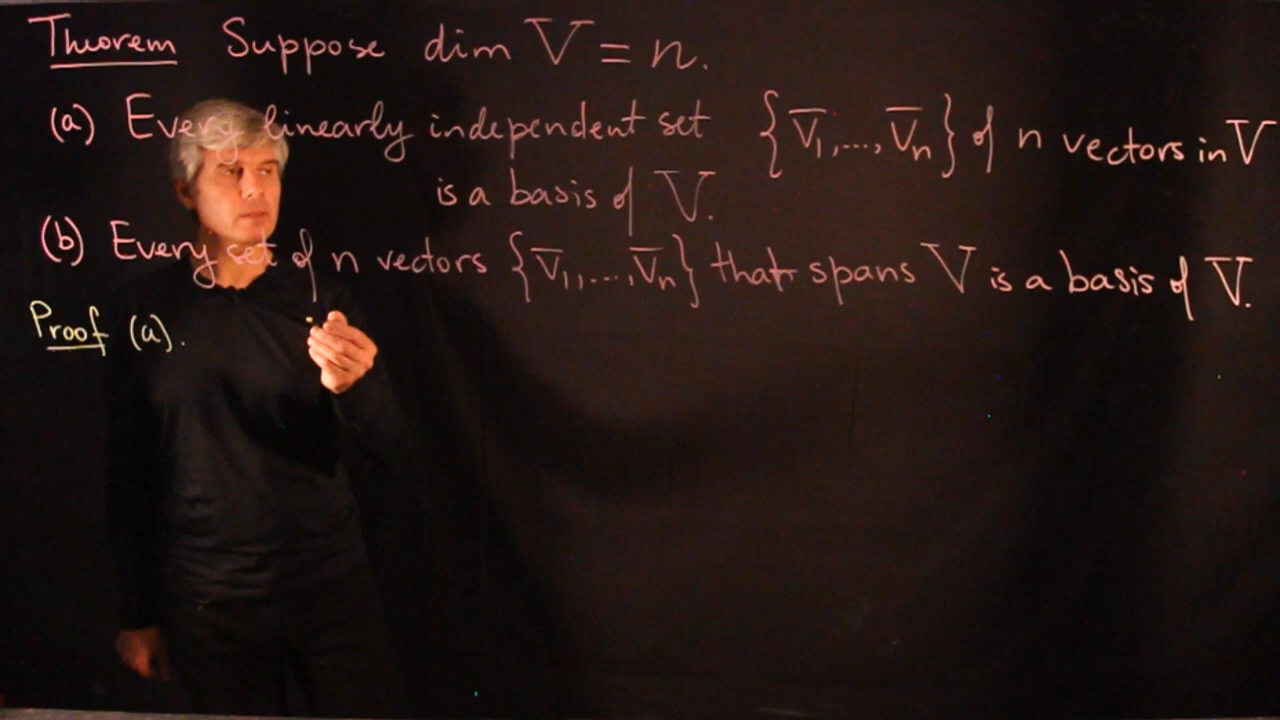 Theorem Suppose dim V = n.
(a) Every linearly independent set {v̅₁,...,v̅ₙ} of n vectors in V
is a basis of V.
(b) Every set of n vectors {v̅₁,...,v̅ₙ} that spans V is a basis of V.
Proof (a).